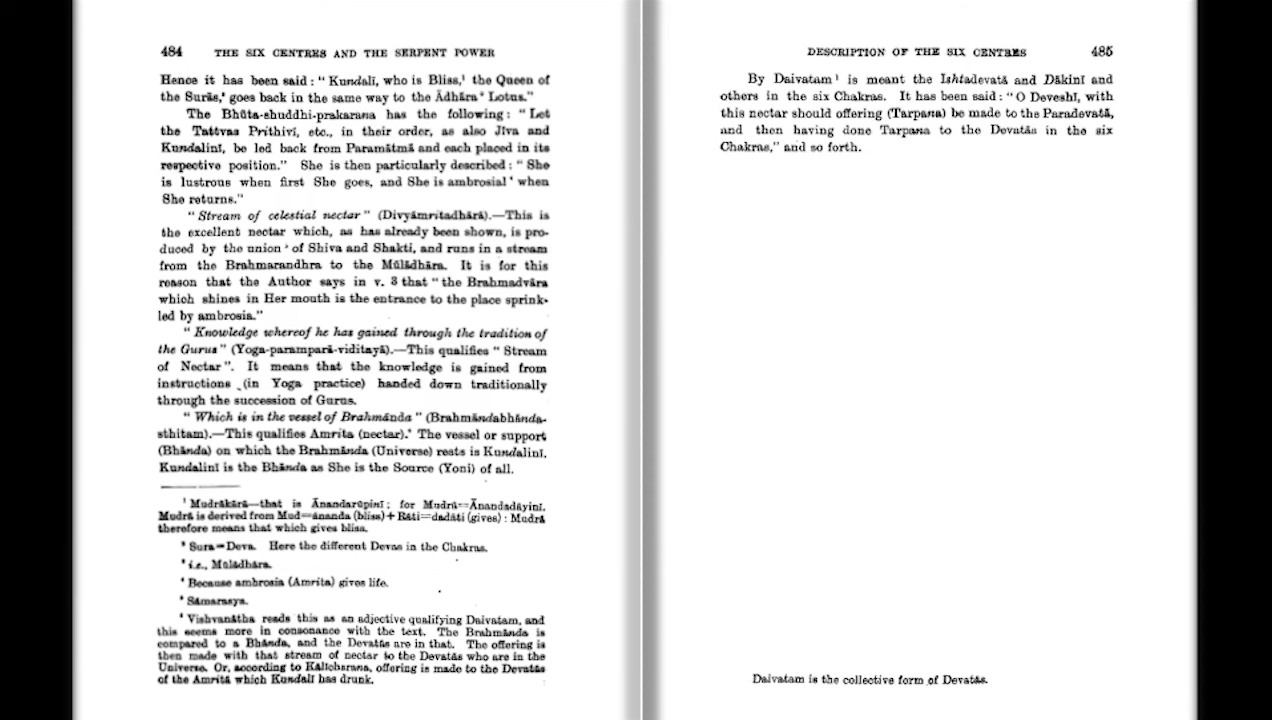 484 THE SIX CENTRES AND THE SERPENT POWER
Hence it has been said: “Kundalī, who is Bliss,¹ the Queen of
the Surās,² goes back in the same way to the Ādhāra³ Lotus.”
The Bhūta-shuddhi-prakarana has the following: “Let
the Tattvas Prithivī, etc., in their order, as also Jīva and
Kundalinī, be led back from Paramātmā and each placed in its
respective position.” She is then particularly described: “She
is lustrous when first She goes, and She is ambrosial⁴ when
She returns.”
“Stream of celestial nectar” (Divyāmritadhārā).—This is
the excellent nectar which, as has already been shown, is pro-
duced by the union⁵ of Shiva and Shakti, and runs in a stream
from the Brahmarandhra to the Mūlādhāra. It is for this
reason that the Author says in v. 3 that “the Brahmadvāra
which shines in Her mouth is the entrance to the place sprink-
led by ambrosia.”
“Knowledge whereof he has gained through the tradition of
the Gurus” (Yoga-paramparā-viditayā).—This qualifies “Stream
of Nectar”. It means that the knowledge is gained from
instructions (in Yoga practice) handed down traditionally
through the succession of Gurus.
“Which is in the vessel of Brahmānda” (Brahmāndabhānda-
sthitam).—This qualifies Amrita (nectar).⁶ The vessel or support
(Bhānda) on which the Brahmānda (Universe) rests is Kundalinī.
Kundalinī is the Bhānda as She is the Source (Yoni) of all.
¹ Mudrākārā—that is Ānandarūpinī; for Mudrā=Ānandadāyinī.
Mudrā is derived from Mud=ānanda (bliss)+Rāti=dadāti (gives): Mudrā
therefore means that which gives bliss.
² Sura=Deva. Here the different Devas in the Chakras.
³ i.e., Mūlādhāra.
⁴ Because ambrosia (Amrita) gives life.
⁵ Sāmarasya.
⁶ Vishvanātha reads this as an adjective qualifying Daivatam, and
this seems more in consonance with the text. The Brahmānda is
compared to a Bhānda, and the Devatās are in that. The offering is
then made with that stream of nectar to the Devatās who are in the
Universe. Or, according to Kālīcharana, offering is made to the Devatās
of the Amritā which Kundalī has drunk.
DESCRIPTION OF THE SIX CENTRES 485
By Daivatam¹ is meant the Ishtadevatā and Dākinī and
others in the six Chakras. It has been said: “O Deveshī, with
this nectar should offering (Tarpana) be made to the Paradevatā,
and then having done Tarpana to the Devatās in the six
Chakras,” and so forth.
Daivatam is the collective form of Devatās.